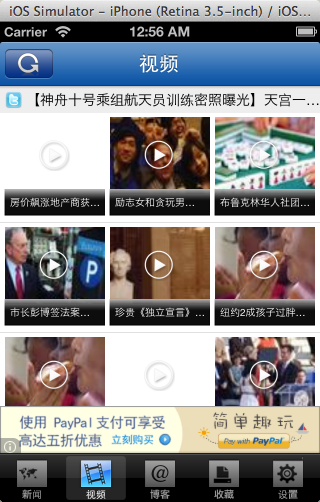 iOS Simulator - iPhone (Retina 3.5-inch) / iOS...
Carrier 12:56 AM
视频
【神舟十号乘组航天员训练密照曝光】天宫一...
房价飙涨地产商获... 励志女和贪玩男... 布鲁克林华人社团...
P
市长彭博签法案... 珍贵《独立宣言》... 纽约2成孩子过胖...
使用 PayPal 支付可享受
高达五折优惠 立刻购买
简单趣玩
Pay with PayPal
新闻 视频 博客 收藏 设置